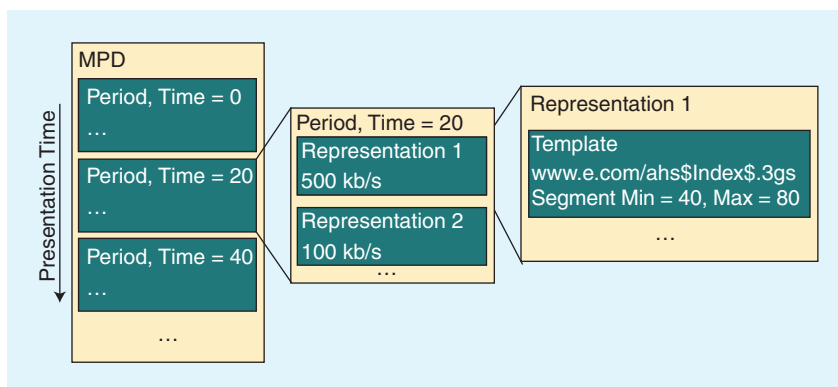 MPD
Presentation Time
Period, Time = 0
…
Period, Time = 20
…
Period, Time = 40
…
…
Period, Time = 20
Representation 1
500 kb/s
Representation 2
100 kb/s
…
Representation 1
Template
www.e.com/ahs$Index$.3gs
Segment Min = 40, Max = 80
…